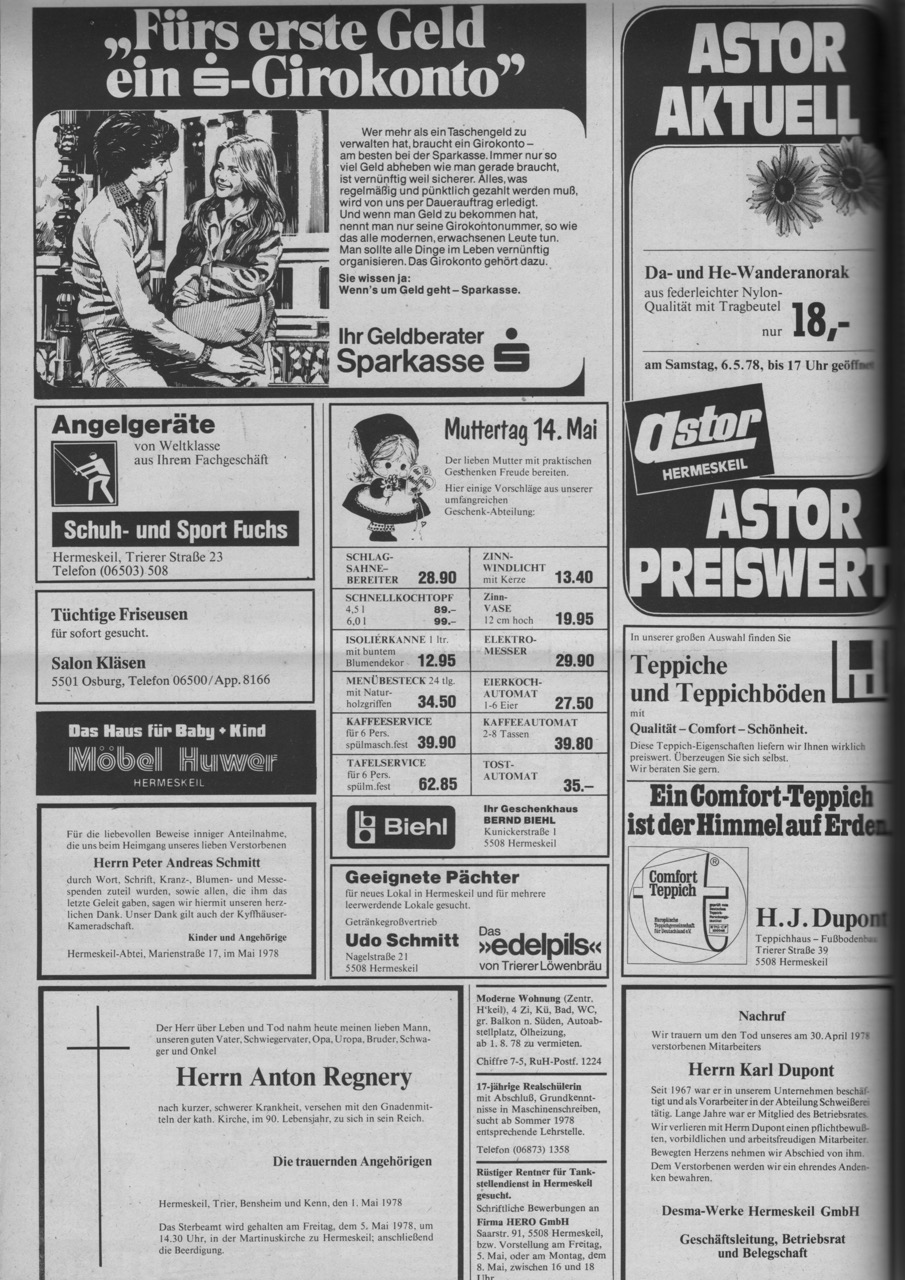 „Fürs erste Geld
ein S-Girokonto”
Wer mehr als ein Taschengeld zu
verwalten hat, braucht ein Girokonto –
am besten bei der Sparkasse. Immer nur so
viel Geld abheben wie man gerade braucht,
ist vernünftig weil sicherer. Alles, was
regelmäßig und pünktlich gezahlt werden muß,
wird von uns per Dauerauftrag erledigt.
Und wenn man Geld zu bekommen hat,
nennt man nur seine Girokontonummer, so wie
das alle modernen, erwachsenen Leute tun.
Man sollte alle Dinge im Leben vernünftig
organisieren. Das Girokonto gehört dazu.
Sie wissen ja:
Wenn's um Geld geht – Sparkasse.
Ihr Geldberater
Sparkasse
Angelgeräte
von Weltklasse
aus Ihrem Fachgeschäft
Schuh- und Sport Fuchs
Hermeskeil, Trierer Straße 23
Telefon (06503) 508
Tüchtige Friseusen
für sofort gesucht.
Salon Kläsen
5501 Osburg, Telefon 06500/App. 8166
Das Haus für Baby + Kind
Möbel Huwer
HERMESKEIL
Für die liebevollen Beweise inniger Anteilnahme,
die uns beim Heimgang unseres lieben Verstorbenen
Herrn Peter Andreas Schmitt
durch Wort, Schrift, Kranz-, Blumen- und Messe-
spenden zuteil wurden, sowie allen, die ihm das
letzte Geleit gaben, sagen wir hiermit unseren herz-
lichen Dank. Unser Dank gilt auch der Kyffhäuser-
Kameradschaft.
Kinder und Angehörige
Hermeskeil-Abtei, Marienstraße 17, im Mai 1978
Muttertag 14. Mai
Der lieben Mutter mit praktischen
Geschenken Freude bereiten.
Hier einige Vorschläge aus unserer
umfangreichen
Geschenk-Abteilung:
SCHLAG-
SAHNE-
BEREITER 28.90
ZINN-
WINDLICHT
mit Kerze 13.40
SCHNELLKOCHTOPF
4,5 l 89.–
6,0 l 99.–
Zinn-
VASE
12 cm hoch 19.95
ISOLIERKANNE 1 ltr.
mit buntem
Blumendekor 12.95
ELEKTRO-
MESSER
29.90
MENÜBESTECK 24 tlg.
mit Natur-
holzgriffen 34.50
EIERKOCH-
AUTOMAT
1-6 Eier 27.50
KAFFEESERVICE
für 6 Pers.
spülmasch.fest 39.90
KAFFEEAUTOMAT
2-8 Tassen
39.80
TAFELSERVICE
für 6 Pers.
spülm.fest 62.85
TOST-
AUTOMAT
35.–
Biehl
Ihr Geschenkhaus
BERND BIEHL
Kunickerstraße 1
5508 Hermeskeil
Geeignete Pächter
für neues Lokal in Hermeskeil und für mehrere
leerwerdende Lokale gesucht.
Getränkegroßvertrieb
Udo Schmitt
Nagelstraße 21
5508 Hermeskeil
Das
»edelpils«
von Trierer Löwenbräu
ASTOR
AKTUELL
Da- und He-Wanderanorak
aus federleichter Nylon-
Qualität mit Tragbeutel
nur 18,-
am Samstag, 6.5.78, bis 17 Uhr geöffnet
astor
HERMESKEIL
ASTOR
PREISWERT
In unserer großen Auswahl finden Sie
Teppiche
und Teppichböden
mit
Qualität – Comfort – Schönheit.
Diese Teppich-Eigenschaften liefern wir Ihnen wirklich
preiswert. Überzeugen Sie sich selbst.
Wir beraten Sie gern.
Ein Comfort-Teppich
ist der Himmel auf Erden.
Comfort
Teppich
®
Europäische
Teppichgemeinschaft
für Deutschland e.V.
H. J. Dupont
Teppichhaus – Fußbodenbau
Trierer Straße 39
5508 Hermeskeil
Der Herr über Leben und Tod nahm heute meinen lieben Mann,
unseren guten Vater, Schwiegervater, Opa, Uropa, Bruder, Schwa-
ger und Onkel
Herrn Anton Regnery
nach kurzer, schwerer Krankheit, versehen mit den Gnadenmit-
teln der kath. Kirche, im 90. Lebensjahr, zu sich in sein Reich.
Die trauernden Angehörigen
Hermeskeil, Trier, Bensheim und Kenn, den 1. Mai 1978
Das Sterbeamt wird gehalten am Freitag, dem 5. Mai 1978, um
14.30 Uhr, in der Martinuskirche zu Hermeskeil; anschließend
die Beerdigung.
Moderne Wohnung (Zentr.
H'keil), 4 Zi, Kü, Bad, WC,
gr. Balkon n. Süden, Autoab-
stellplatz, Ölheizung,
ab 1. 8. 78 zu vermieten.
Chiffre 7-5, RuH-Postf. 1224
17-jährige Realschülerin
mit Abschluß, Grundkennt-
nisse in Maschinenschreiben,
sucht ab Sommer 1978
entsprechende Lehrstelle.
Telefon (06873) 1358
Rüstiger Rentner für Tank-
stellendienst in Hermeskeil
gesucht.
Schriftliche Bewerbungen an
Firma HERO GmbH
Saarstr. 91, 5508 Hermeskeil,
bzw. Vorstellung am Freitag,
5. Mai, oder am Montag, dem
8. Mai, zwischen 16 und 18
Uhr
Nachruf
Wir trauern um den Tod unseres am 30. April 1978
verstorbenen Mitarbeiters
Herrn Karl Dupont
Seit 1967 war er in unserem Unternehmen beschäf-
tigt und als Vorarbeiter in der Abteilung Schweißerei
tätig. Lange Jahre war er Mitglied des Betriebsrates.
Wir verlieren mit Herrn Dupont einen pflichtbewuß-
ten, vorbildlichen und arbeitsfreudigen Mitarbeiter.
Bewegten Herzens nehmen wir Abschied von ihm.
Dem Verstorbenen werden wir ein ehrendes Anden-
ken bewahren.
Desma-Werke Hermeskeil GmbH
Geschäftsleitung, Betriebsrat
und Belegschaft